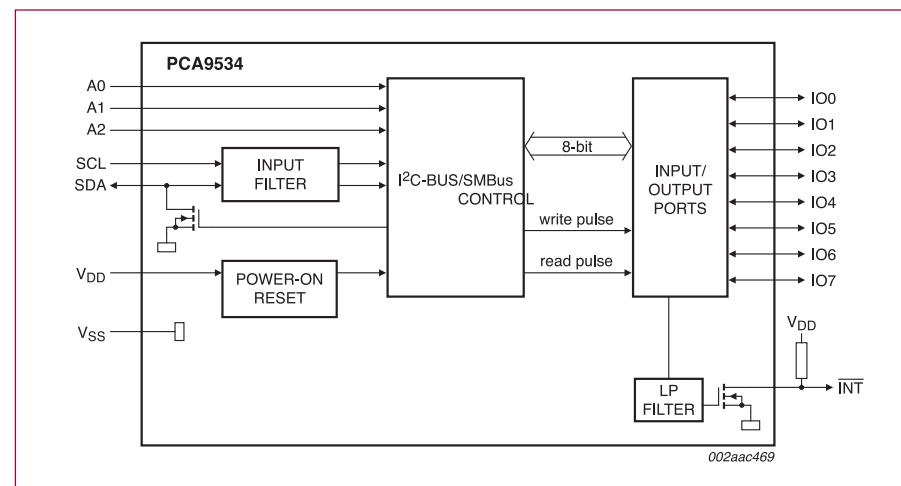 PCA9534
A0
A1
A2
SCL
SDA
INPUT
FILTER
I²C-BUS/SMBus
CONTROL
8-bit
write pulse
read pulse
INPUT/
OUTPUT
PORTS
IO0
IO1
IO2
IO3
IO4
IO5
IO6
IO7
VDD
POWER-ON
RESET
VSS
VDD
LP
FILTER
INT
002aac469